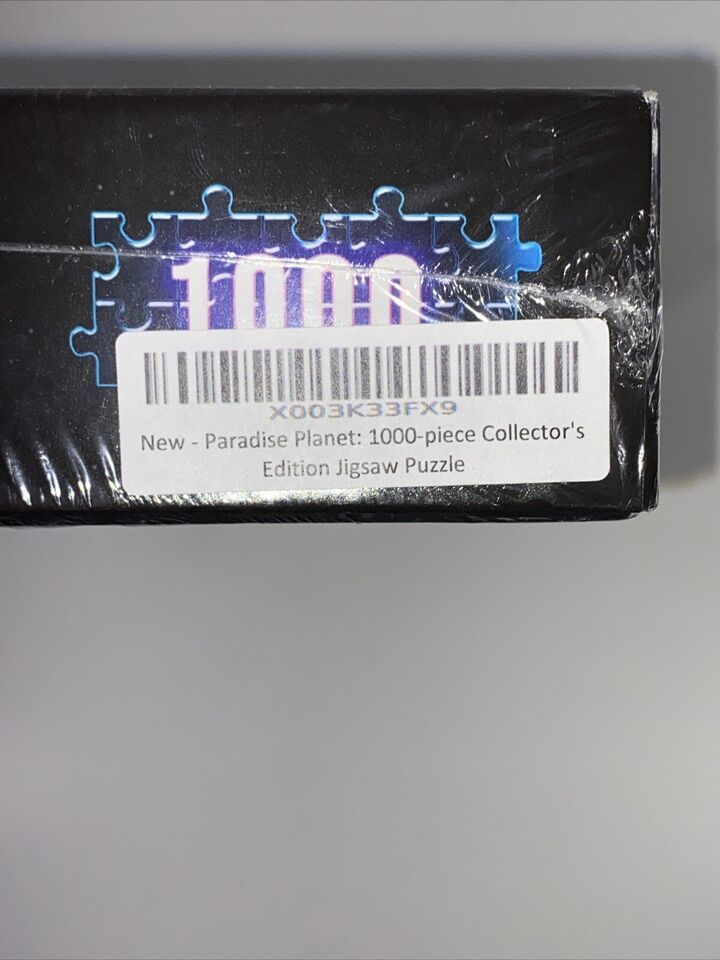 1000
X003K33FX9
New - Paradise Planet: 1000-piece Collector's
Edition Jigsaw Puzzle